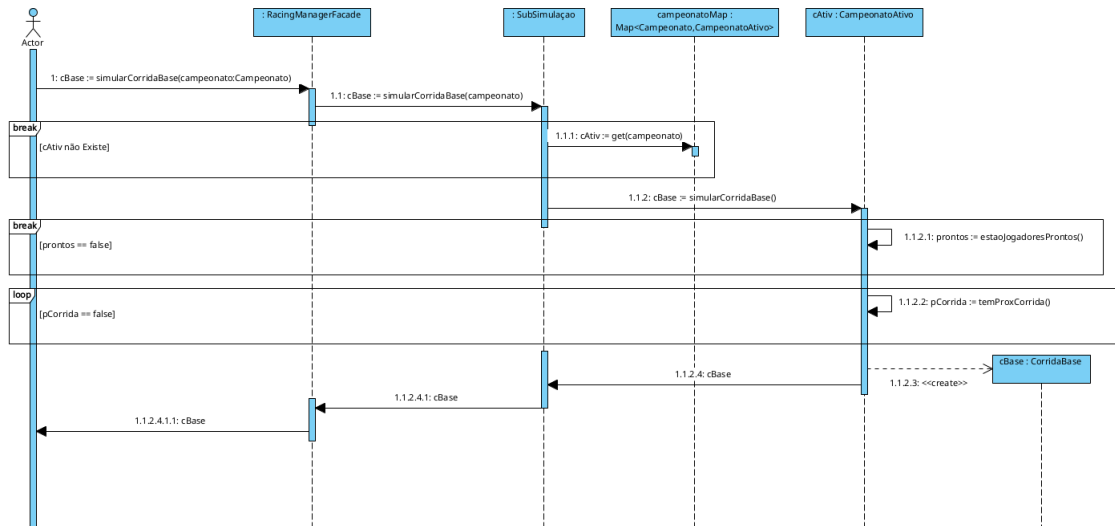 : RacingManagerFacade
: SubSimulaçao
campeonatoMap :
Map<Campeonato,CampeonatoAtivo>
cAtiv : CampeonatoAtivo
Actor
1: cBase := simularCorridaBase(campeonato:Campeonato)
1.1: cBase := simularCorridaBase(campeonato)
break
[cAtiv não Existe]
1.1.1: cAtiv := get(campeonato)
1.1.2: cBase := simularCorridaBase()
break
[prontos == false]
1.1.2.1: prontos := estaoJogadoresProntos()
loop
[pCorrida == false]
1.1.2.2: pCorrida := temProxCorrida()
cBase : CorridaBase
1.1.2.3: <<create>>
1.1.2.4: cBase
1.1.2.4.1: cBase
1.1.2.4.1.1: cBase